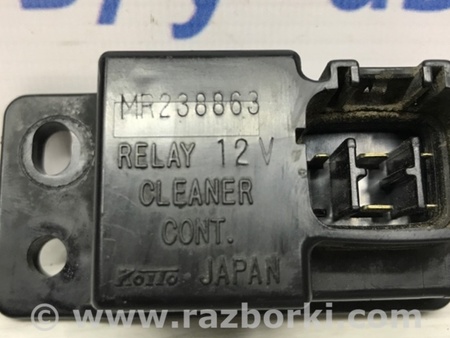 MR238863
RELAY 12V
CLEANER
CONT.
KOITO JAPAN
www.razborki.com